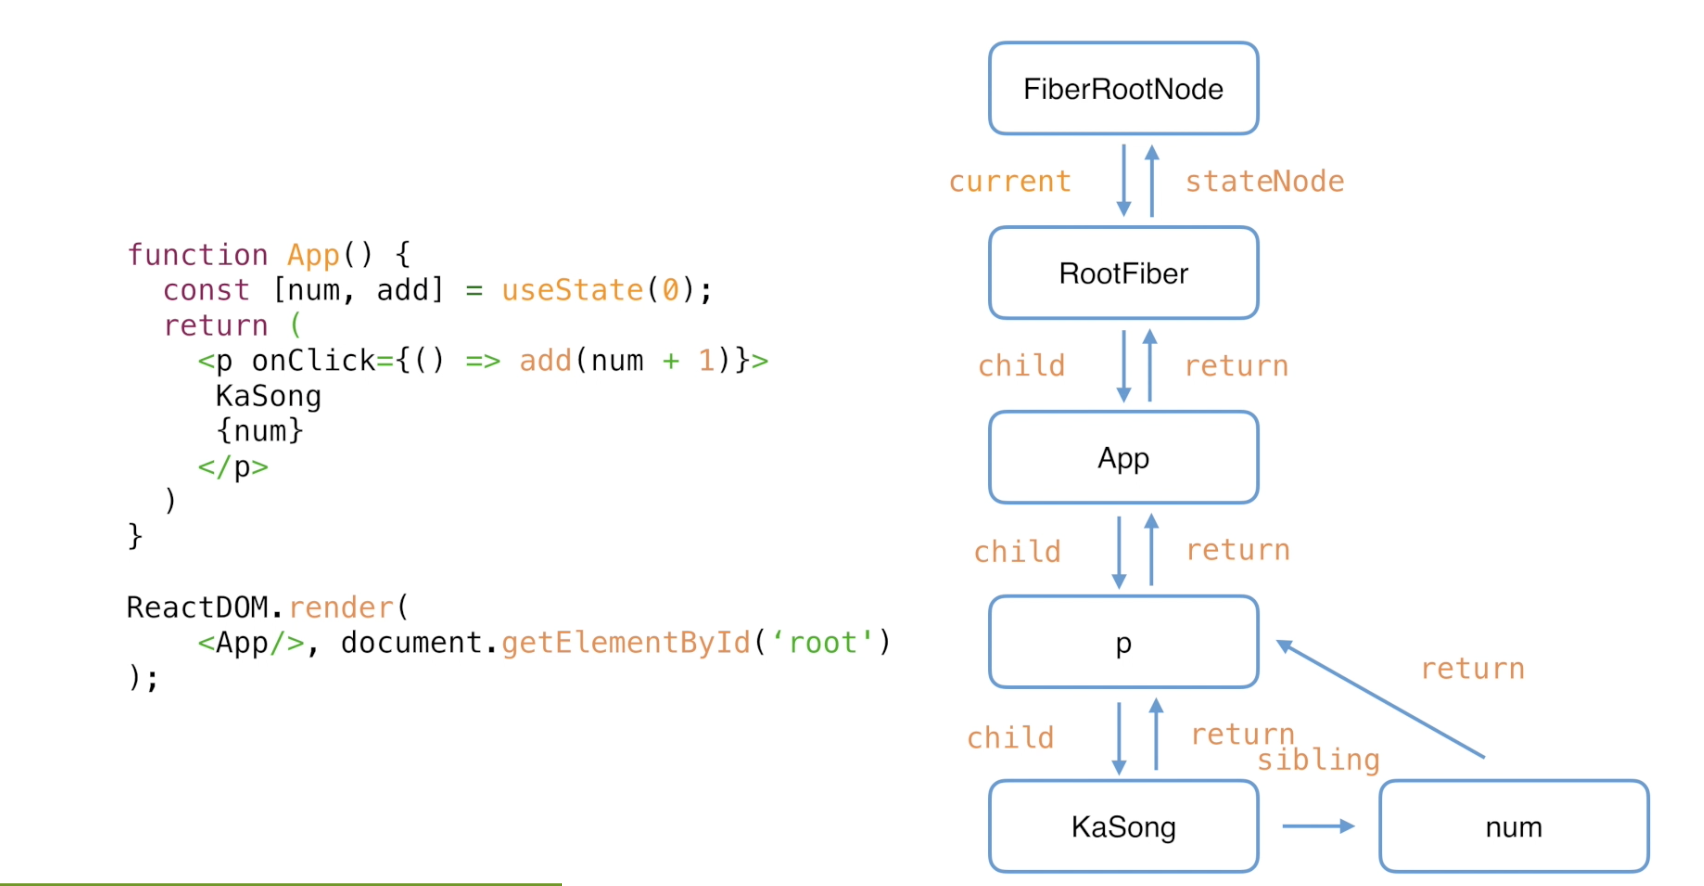 function App() {
const [num, add] = useState(0);
return (
<p onClick={() => add(num + 1)}>
KaSong
{num}
</p>
)
}
ReactDOM.render(
<App/>, document.getElementById(‘root')
);
FiberRootNode
current
stateNode
RootFiber
child
return
App
child
return
p
return
child
return
sibling
KaSong
num